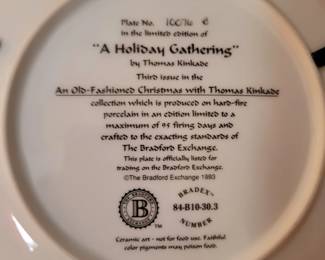 Plate No. 10076 C
in the limited edition of
"A Holiday Gathering"
by Thomas Kinkade
Third issue in the
An Old-Fashioned Christmas with Thomas Kinkade
collection which is produced on hard-fire
porcelain in an edition limited to a
maximum of 95 firing days and
crafted to the exacting standards of
The Bradford Exchange.
This plate is officially listed for
trading on the Bradford Exchange.
©The Bradford Exchange 1993
B
TM
BRADEX
84-B10-30.3
NUMBER
Ceramic art - not for food use. Faithful
color pigments may poison food.